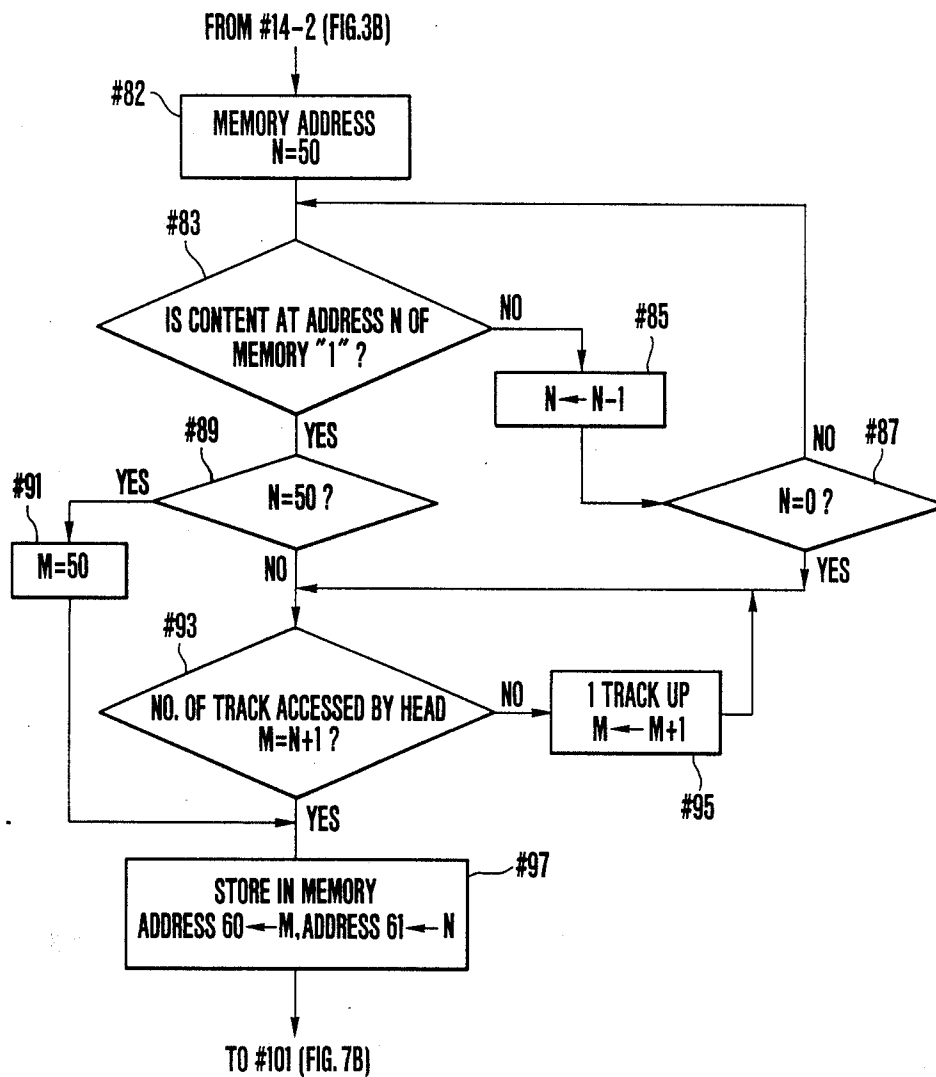 FROM #14-2 (FIG.3B)
#82
MEMORY ADDRESS
N=50
#83
IS CONTENT AT ADDRESS N OF
MEMORY "1" ?
NO
#85
N←N-1
YES
#89
N=50 ?
YES
#91
M=50
NO
NO
#87
N=0 ?
YES
#93
NO. OF TRACK ACCESSED BY HEAD
M=N+1 ?
NO
1 TRACK UP
M←M+1
#95
YES
#97
STORE IN MEMORY
ADDRESS 60←M, ADDRESS 61←N
TO #101 (FIG. 7B)